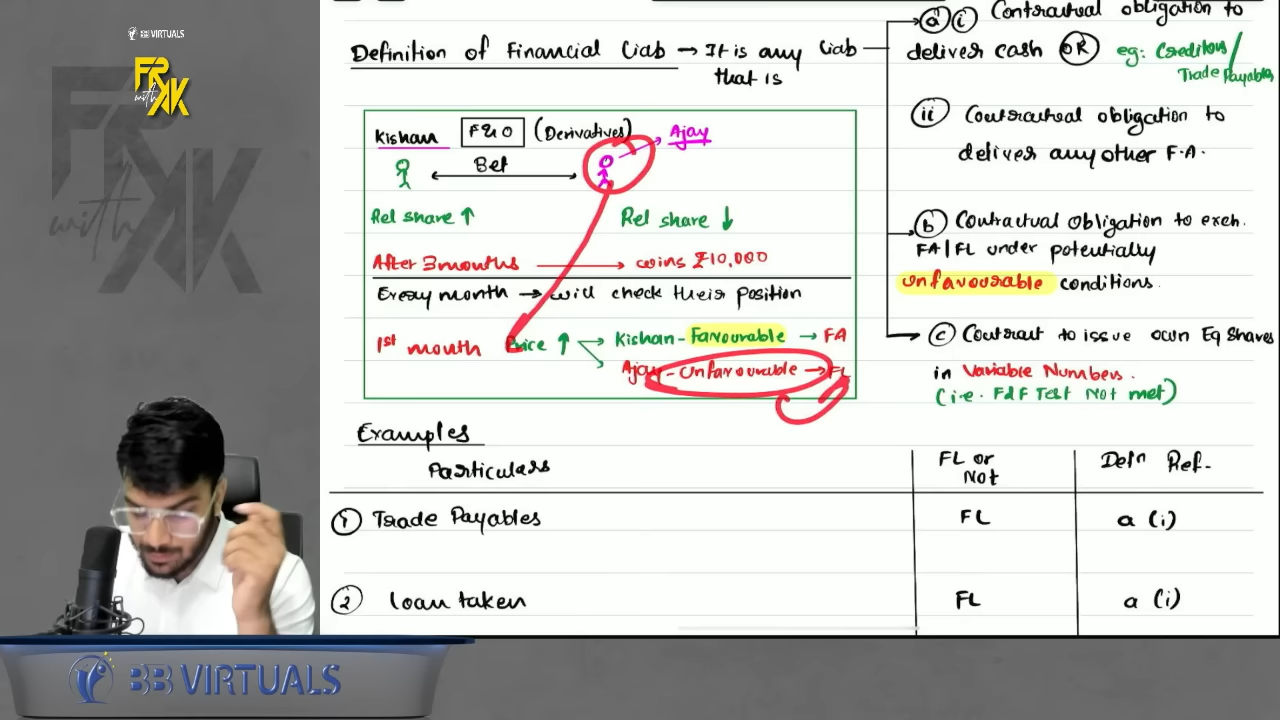 BB VIRTUALS
FR
with AK
FR
with AK
Definition of Financial Liab → It is any Liab
that is
(a) (i) Contractual obligation to
deliver cash (OR) eg: Creditors/
Trade Payables
(ii) Contractual obligation to
deliver any other F.A.
(b) Contractual obligation to exch.
FA/FL under potentially
unfavourable conditions.
(c) Contract to issue own Eq Shares
in Variable Numbers.
(i.e. FdF Test Not met)
Kishan F&O (Derivatives) Ajay
Bet
Rel share ↑ Rel share ↓
After 3 months → wins ₹10,000
Every month → will check their position
1st month Price ↑ Kishan - Favourable → FA
Ajay - unfavourable → FL
Examples
Particulars FL or Not Defn Ref.
① Trade Payables FL a (i)
② Loan taken FL a (i)
BB VIRTUALS